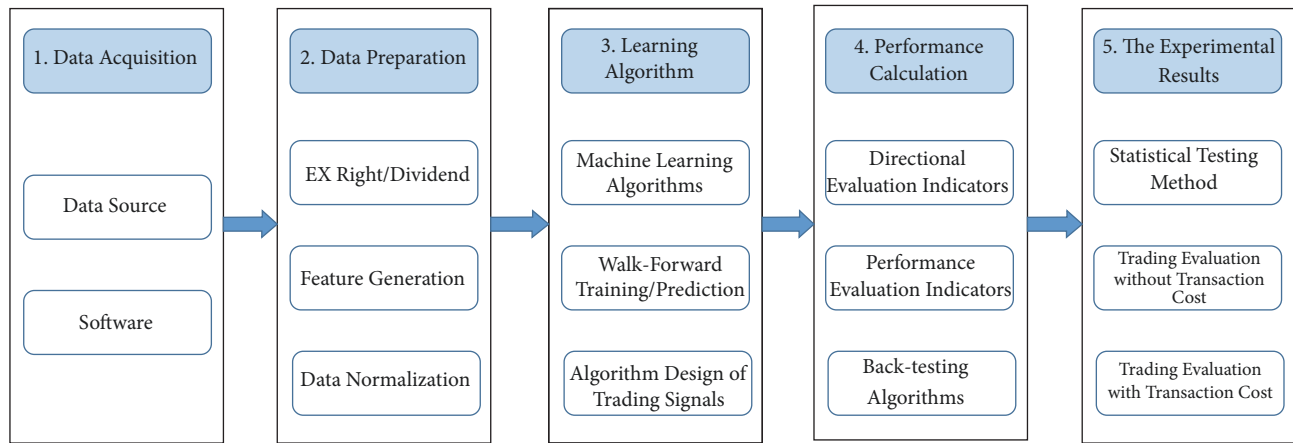 1. Data Acquisition
Data Source
Software
2. Data Preparation
EX Right/Dividend
Feature Generation
Data Normalization
3. Learning
Algorithm
Machine Learning
Algorithms
Walk-Forward
Training/Prediction
Algorithm Design of
Trading Signals
4. Performance
Calculation
Directional
Evaluation Indicators
Performance
Evaluation Indicators
Back-testing
Algorithms
5. The Experimental
Results
Statistical Testing
Method
Trading Evaluation
without Transaction
Cost
Trading Evaluation
with Transaction Cost